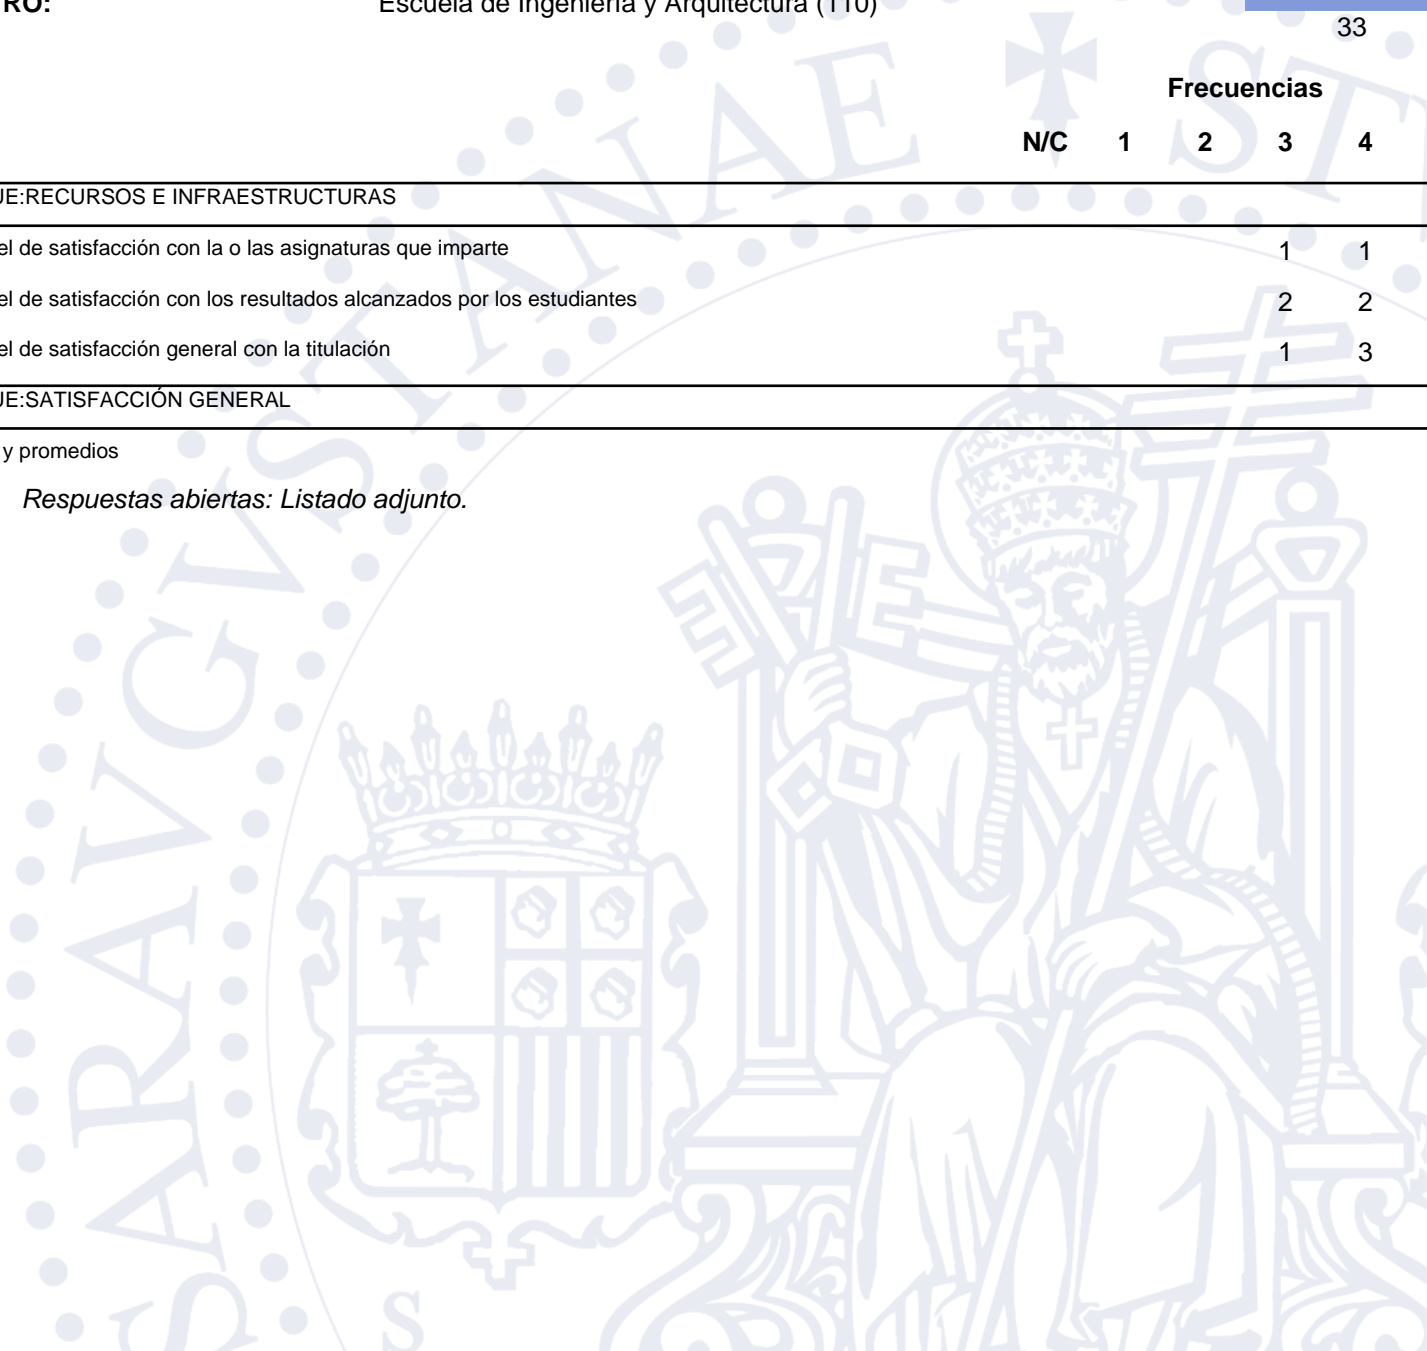 RO: Escuela de Ingeniería y Arquitectura (110)
33
Frecuencias
N/C 1 2 3 4
UE:RECURSOS E INFRAESTRUCTURAS
el de satisfacción con la o las asignaturas que imparte 1 1
el de satisfacción con los resultados alcanzados por los estudiantes 2 2
el de satisfacción general con la titulación 1 3
UE:SATISFACCIÓN GENERAL
y promedios
Respuestas abiertas: Listado adjunto.
SARAVGVSTANAE ST
S